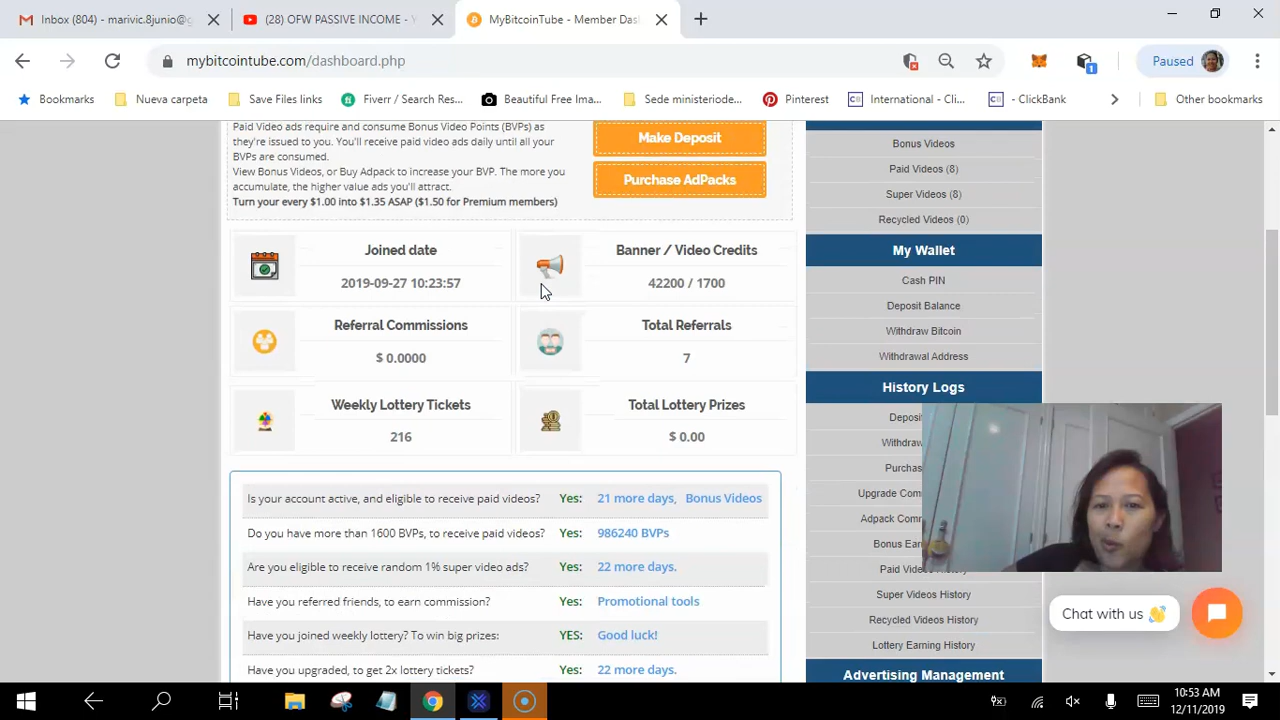 Inbox (804) - marivic.8junio@g
(28) OFW PASSIVE INCOME - Y
MyBitcoinTube - Member Das
mybitcointube.com/dashboard.php
Paused
1
Bookmarks
Nueva carpeta
Save Files links
Fiverr / Search Res...
Beautiful Free Ima...
Sede ministeriode...
Pinterest
International - Cli...
- ClickBank
Other bookmarks
Paid Video ads require and consume Bonus Video Points (BVPs) as
they're issued to you. You'll receive paid video ads daily until all your
BVPs are consumed.
View Bonus Videos, or Buy Adpack to increase your BVP. The more you
accumulate, the higher value ads you'll attract.
Turn your every $1.00 into $1.35 ASAP ($1.50 for Premium members)
Make Deposit
Purchase AdPacks
Joined date
2019-09-27 10:23:57
Banner / Video Credits
42200 / 1700
Referral Commissions
$ 0.0000
Total Referrals
7
Weekly Lottery Tickets
216
Total Lottery Prizes
$ 0.00
Is your account active, and eligible to receive paid videos? Yes: 21 more days, Bonus Videos
Do you have more than 1600 BVPs, to receive paid videos? Yes: 986240 BVPs
Are you eligible to receive random 1% super video ads? Yes: 22 more days.
Have you referred friends, to earn commission? Yes: Promotional tools
Have you joined weekly lottery? To win big prizes: YES: Good luck!
Have you upgraded, to get 2x lottery tickets? Yes: 22 more days.
Bonus Videos
Paid Videos (8)
Super Videos (8)
Recycled Videos (0)
My Wallet
Cash PIN
Deposit Balance
Withdraw Bitcoin
Withdrawal Address
History Logs
Depos
Withdraw
Purchas
Upgrade Com
Adpack Comm
Bonus Earn
Paid Videos History
Super Videos History
Recycled Videos History
Lottery Earning History
Advertising Management
Chat with us
10:53 AM
12/11/2019